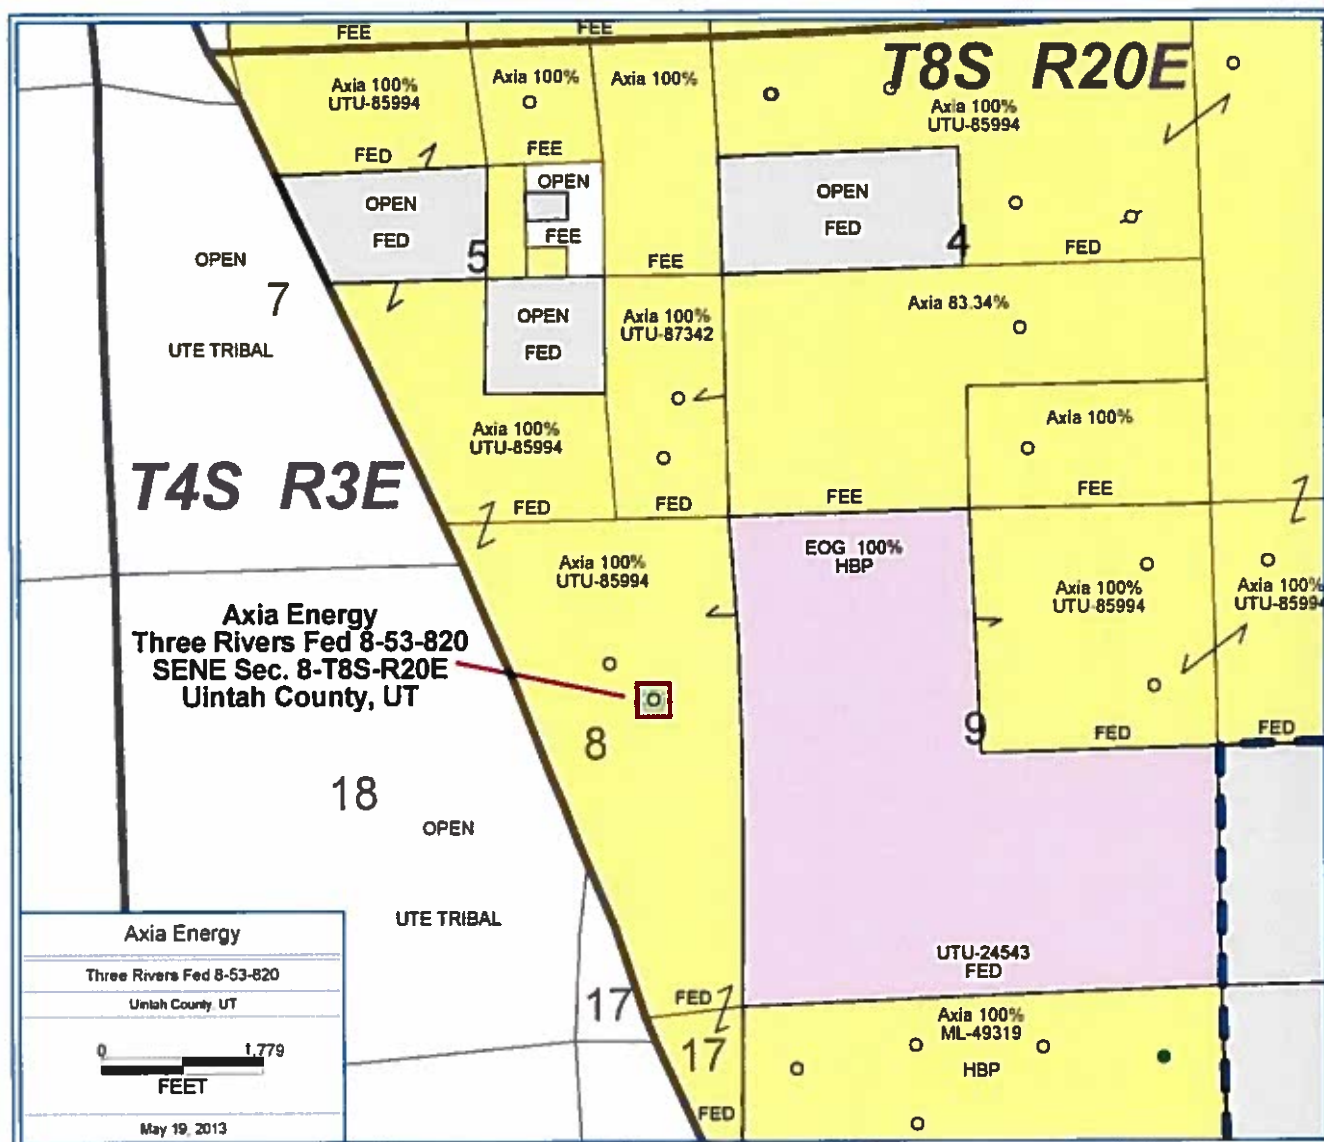 FEE
FEE
T8S R20E
Axia 100%
UTU-85994
FED
Axia 100%
FEE
Axia 100%
FEE
Axia 100%
UTU-85994
FED
OPEN
FED
5
OPEN
FEE
OPEN
FED
4
OPEN
7
UTE TRIBAL
OPEN
FED
Axia 100%
UTU-87342
FED
Axia 83.34%
FEE
Axia 100%
FEE
Axia 100%
UTU-85994
FED
T4S R3E
Axia 100%
UTU-85994
EOG 100%
HBP
Axia 100%
UTU-85994
FED
Axia 100%
UTU-85994
FED
Axia Energy
Three Rivers Fed 8-53-820
SENE Sec. 8-T8S-R20E
Uintah County, UT
8
9
18
OPEN
UTE TRIBAL
UTU-24543
FED
FED
17
17
FED
Axia 100%
ML-49319
HBP
Axia Energy
Three Rivers Fed 8-53-820
Uintah County, UT
0 1,779
FEET
May 19, 2013